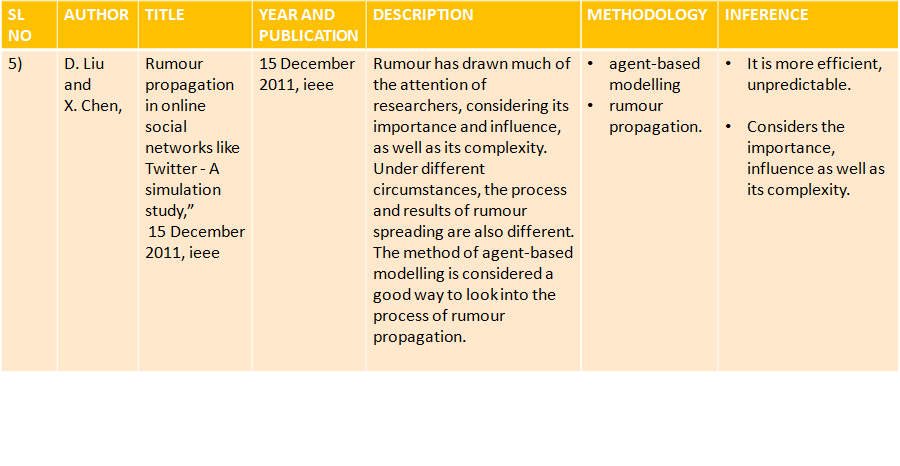 SL NO
AUTHOR
TITLE
YEAR AND
PUBLICATION
DESCRIPTION
METHODOLOGY
INFERENCE
5)
D. Liu
and
X. Chen,
Rumour
propagation
in online
social
networks like
Twitter - A
simulation
study,”
15 December
2011, ieee
15 December
2011, ieee
Rumour has drawn much of
the attention of
researchers, considering its
importance and influence,
as well as its complexity.
Under different
circumstances, the process
and results of rumour
spreading are also different.
The method of agent-based
modelling is considered a
good way to look into the
process of rumour
propagation.
• agent-based
modelling
• rumour
propagation.
• It is more efficient,
unpredictable.
• Considers the
importance,
influence as well as
its complexity.